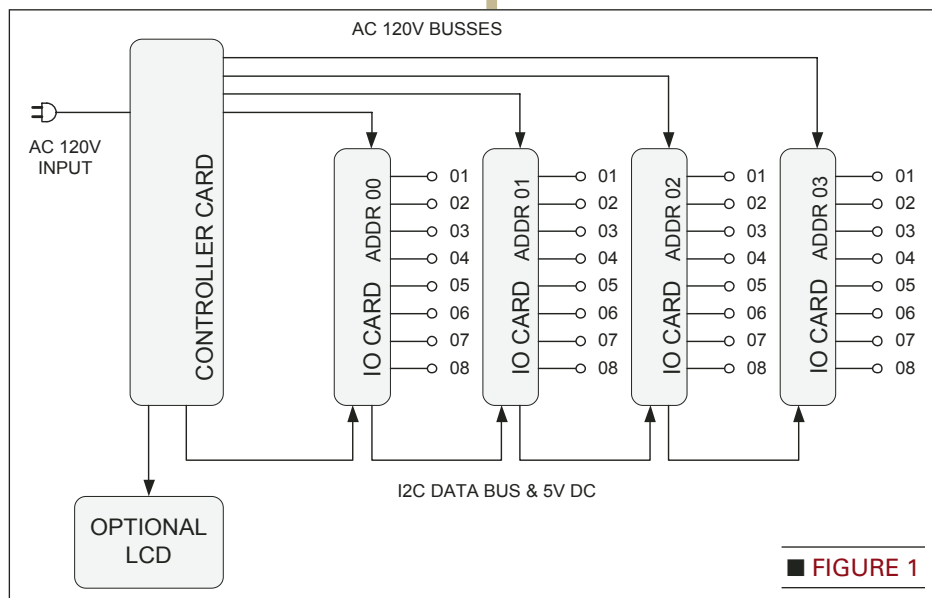 AC 120V BUSSES
AC 120V
INPUT
CONTROLLER CARD
IO CARD ADDR 00
01
02
03
04
05
06
07
08
IO CARD ADDR 01
01
02
03
04
05
06
07
08
IO CARD ADDR 02
01
02
03
04
05
06
07
08
IO CARD ADDR 03
01
02
03
04
05
06
07
08
I2C DATA BUS & 5V DC
OPTIONAL
LCD
■ FIGURE 1